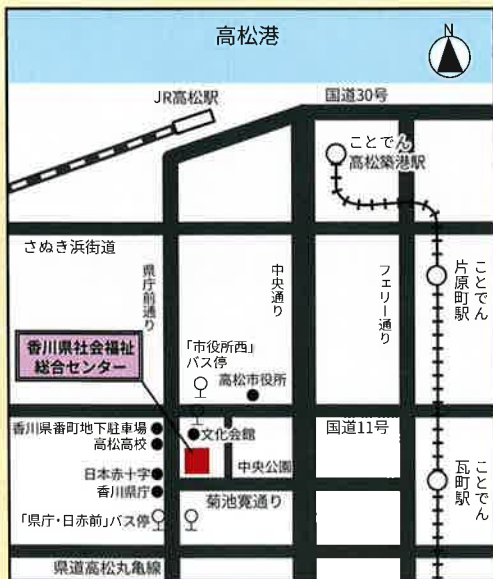 高松港
N
JR高松駅
国道30号
ことでん
高松築港駅
さぬき浜街道
県庁前通り
中央通り
フェリー通り
ことでん
片原町駅
香川県社会福祉
総合センター
「市役所西」
バス停
高松市役所
香川県番町地下駐車場
高松高校
文化会館
国道11号
日本赤十字
香川県庁
中央公園
ことでん
瓦町駅
菊池寛通り
「県庁・日赤前」バス停
県道高松丸亀線